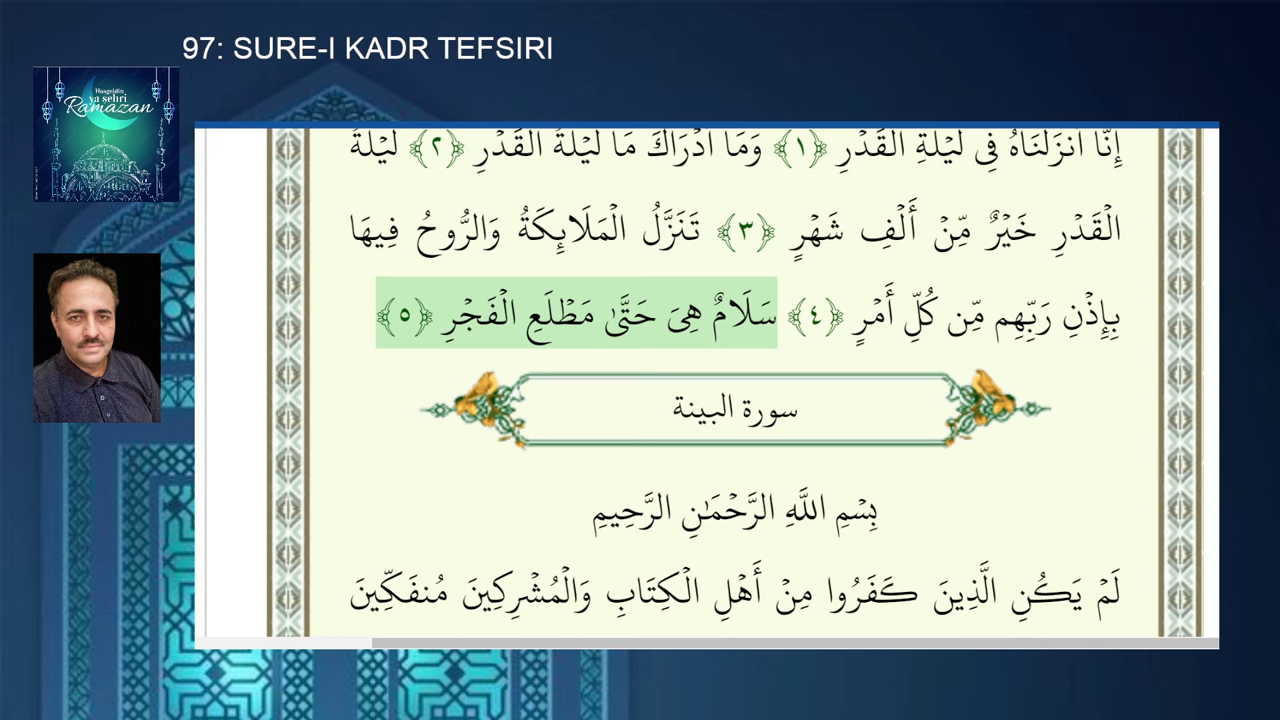 97: SURE-I KADR TEFSIRI
Hosgeldin
ya sehri
Ramazan
إِنَّا أَنزَلْنَاهُ فِى لَيْلَةِ الْقَدْرِ ﴿١﴾ وَمَا أَدْرَاكَ مَا لَيْلَةُ الْقَدْرِ ﴿٢﴾ لَيْلَةُ
الْقَدْرِ خَيْرٌ مِّنْ أَلْفِ شَهْرٍ ﴿٣﴾ تَنَزَّلُ الْمَلَائِكَةُ وَالرُّوحُ فِيهَا
بِإِذْنِ رَبِّهِم مِّن كُلِّ أَمْرٍ ﴿٤﴾ سَلَامٌ هِىَ حَتَّىٰ مَطْلَعِ الْفَجْرِ ﴿٥﴾
سورة البينة
بِسْمِ اللَّهِ الرَّحْمَٰنِ الرَّحِيمِ
لَمْ يَكُنِ الَّذِينَ كَفَرُوا مِنْ أَهْلِ الْكِتَابِ وَالْمُشْرِكِينَ مُنفَكِّينَ